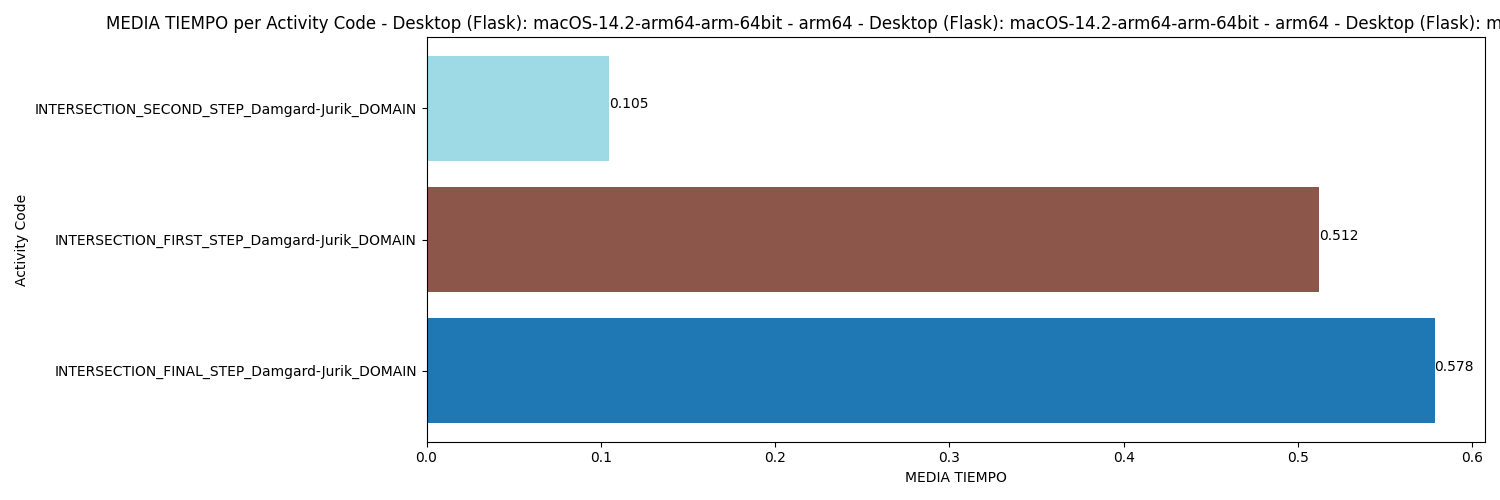 MEDIA TIEMPO per Activity Code - Desktop (Flask): macOS-14.2-arm64-arm-64bit - arm64 - Desktop (Flask): macOS-14.2-arm64-arm-64bit - arm64 - Desktop (Flask):
INTERSECTION_SECOND_STEP_Damgard-Jurik_DOMAIN
0.105
INTERSECTION_FIRST_STEP_Damgard-Jurik_DOMAIN
0.512
INTERSECTION_FINAL_STEP_Damgard-Jurik_DOMAIN
0.578
Activity Code
0.0 0.1 0.2 0.3 0.4 0.5 0.6
MEDIA TIEMPO